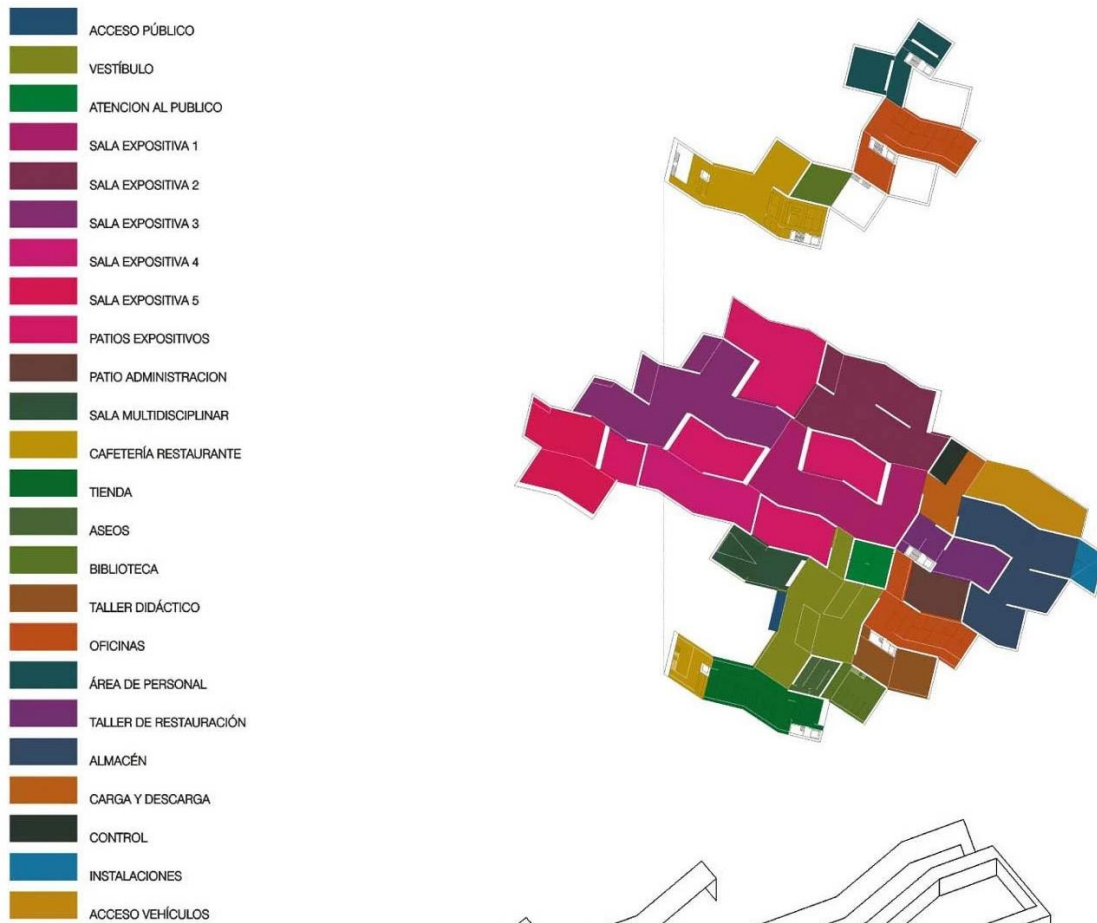 ACCESO PÚBLICO
VESTÍBULO
ATENCION AL PUBLICO
SALA EXPOSITIVA 1
SALA EXPOSITIVA 2
SALA EXPOSITIVA 3
SALA EXPOSITIVA 4
SALA EXPOSITIVA 5
PATIOS EXPOSITIVOS
PATIO ADMINISTRACION
SALA MULTIDISCIPLINAR
CAFETERÍA RESTAURANTE
TIENDA
ASEOS
BIBLIOTECA
TALLER DIDÁCTICO
OFICINAS
ÁREA DE PERSONAL
TALLER DE RESTAURACIÓN
ALMACÉN
CARGA Y DESCARGA
CONTROL
INSTALACIONES
ACCESO VEHÍCULOS